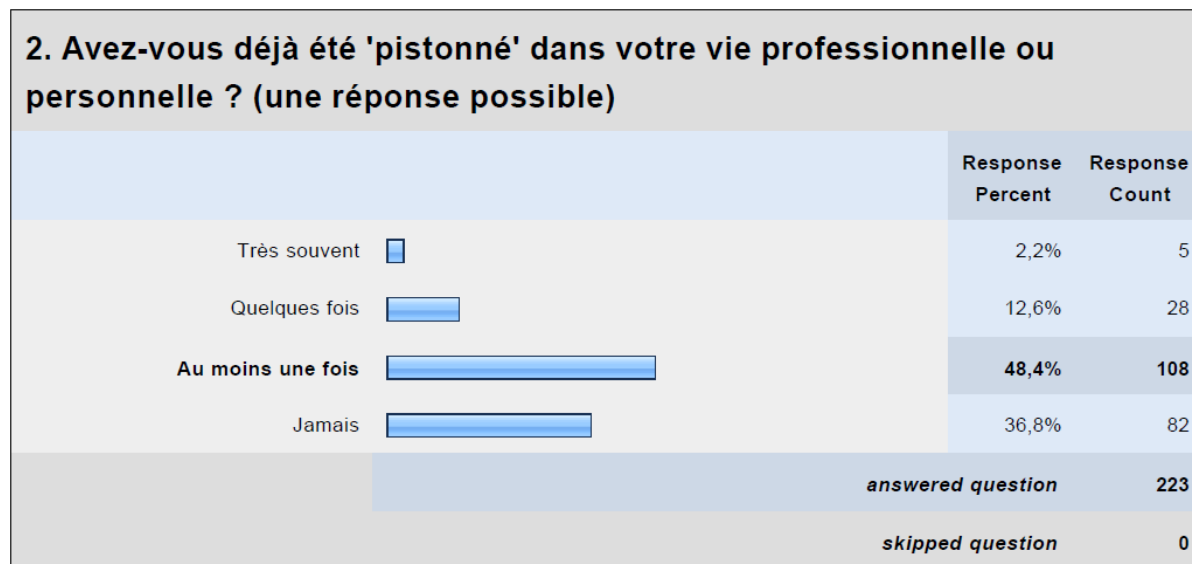 2. Avez-vous déjà été 'pistonné' dans votre vie professionnelle ou
personnelle ? (une réponse possible)
Response Percent
Response Count
Très souvent 2,2% 5
Quelques fois 12,6% 28
Au moins une fois 48,4% 108
Jamais 36,8% 82
answered question 223
skipped question 0